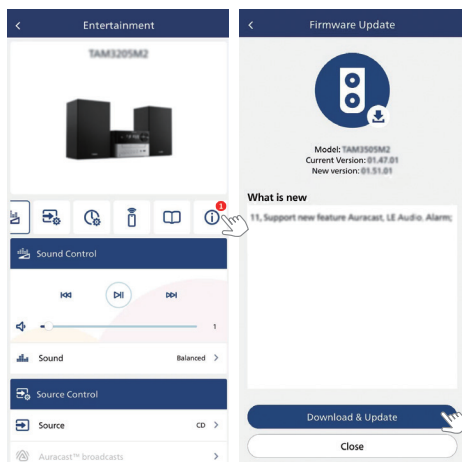 Entertainment
TAM3205M2
1
Sound Control
1
Sound
Balanced
Source Control
Source
CD
Auracast™ broadcasts
Firmware Update
Model: TAM3505M2
Current Version: 01.47.01
New version: 01.51.01
What is new
11, Support new feature Auracast, LE Audio, Alarm;
Download & Update
Close